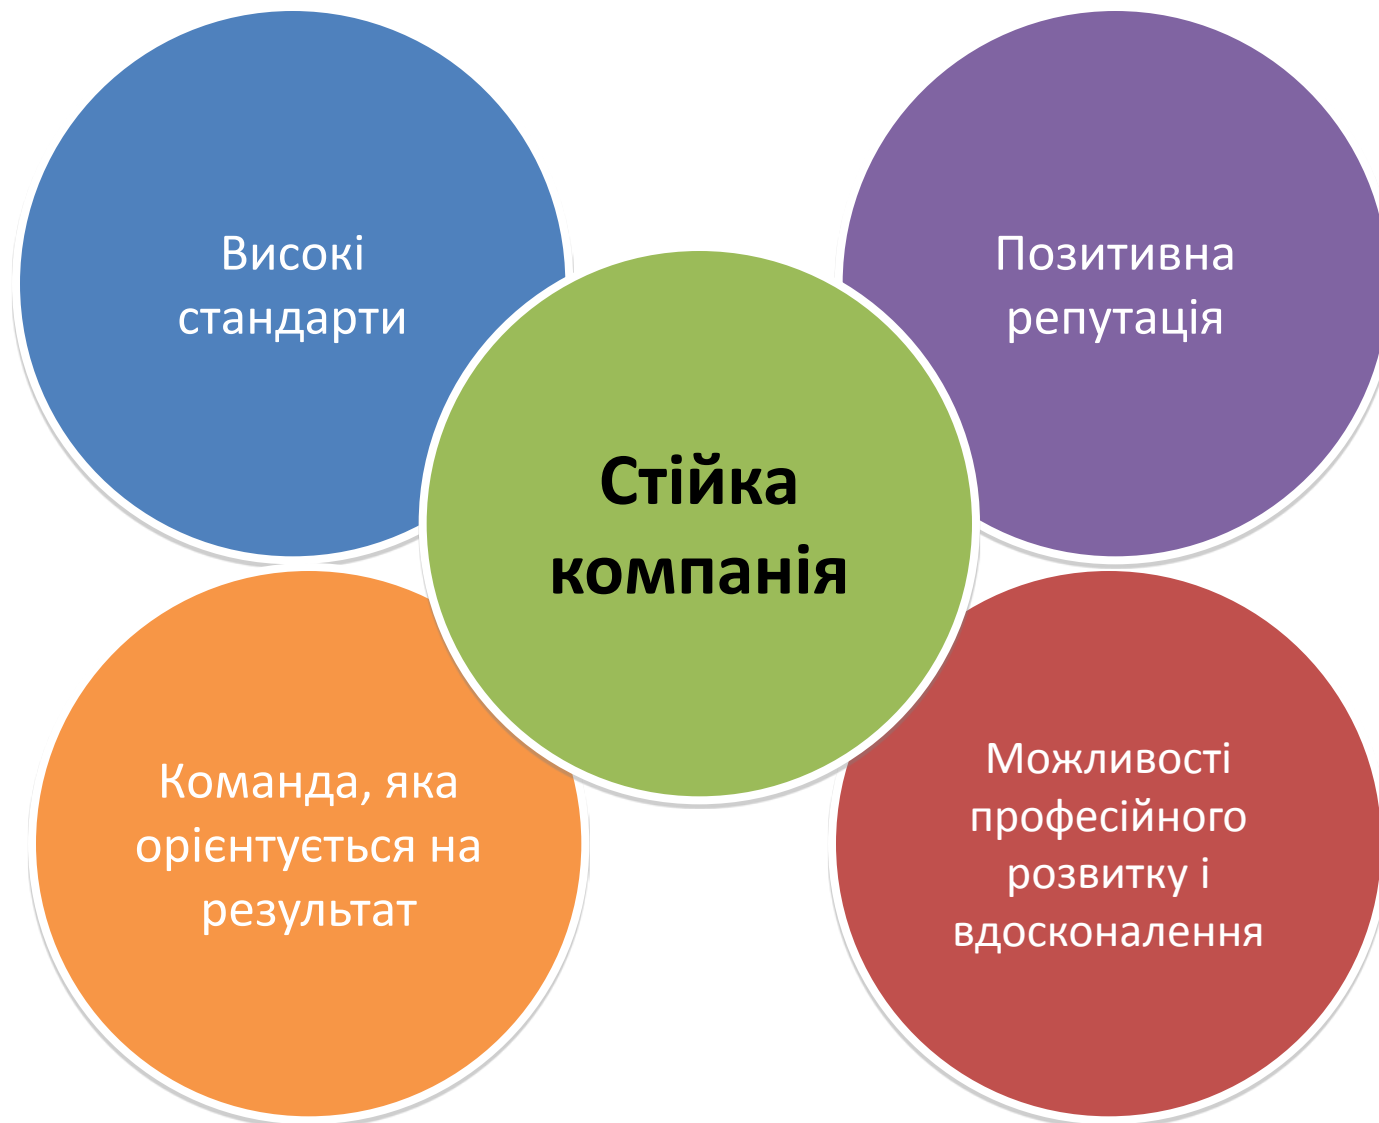 Високі
стандарти
Позитивна
репутація
Стійка
компанія
Команда, яка
орієнтується на
результат
Можливості
професійного
розвитку і
вдосконалення